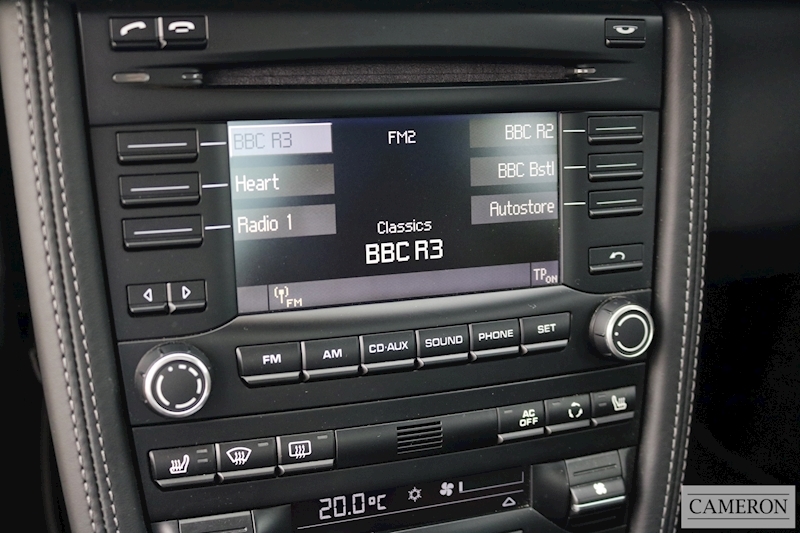 BBC R3
FM2
BBC R2
Heart
BBC Bstl
Radio 1
Autostore
Classics
BBC R3
FM
TP ON
FM
AM
CD·AUX
SOUND
PHONE
SET
AC OFF
20.0°C
CAMERON